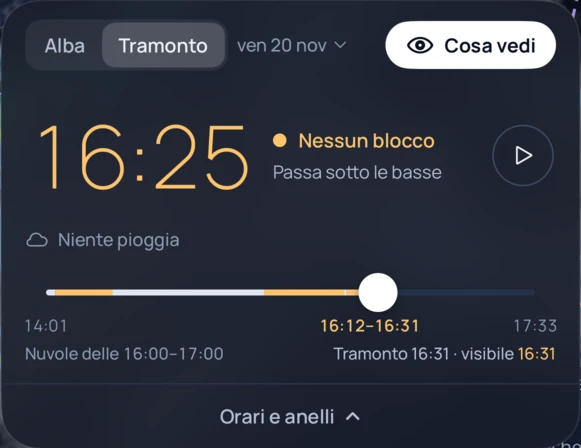 Alba Tramonto ven 20 nov Cosa vedi
16:25
Nessun blocco
Passa sotto le basse
Niente pioggia
14:01 16:12–16:31 17:33
Nuvole delle 16:00–17:00 Tramonto 16:31 · visibile 16:31
Orari e anelli